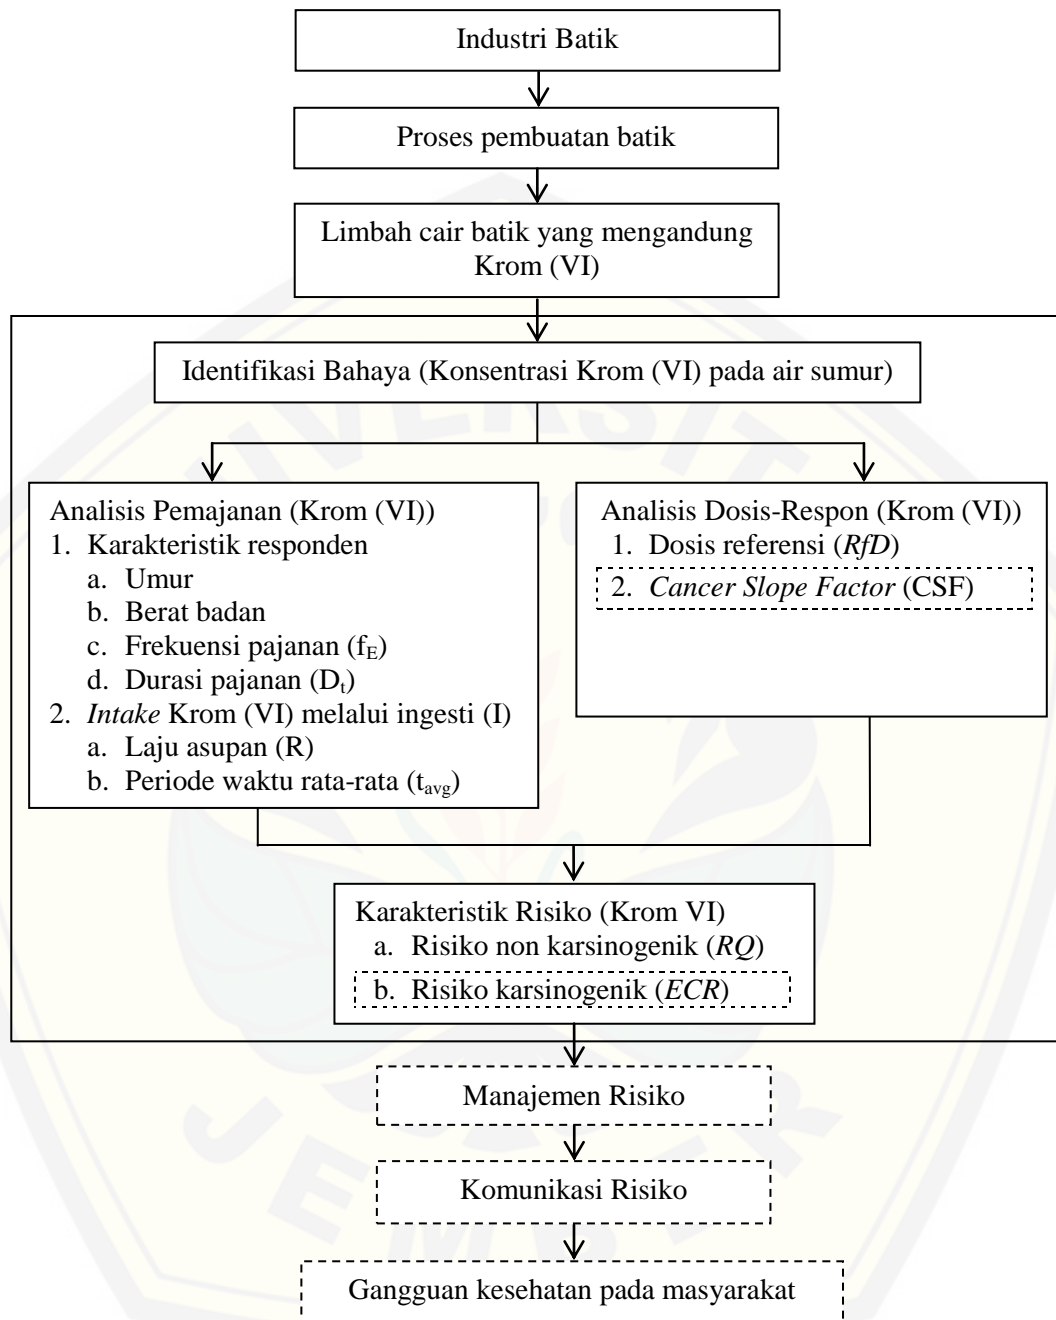 Industri Batik
Proses pembuatan batik
Limbah cair batik yang mengandung
Krom (VI)
Identifikasi Bahaya (Konsentrasi Krom (VI) pada air sumur)
Analisis Pemajanan (Krom (VI))
1. Karakteristik responden
a. Umur
b. Berat badan
c. Frekuensi pajanan (fE)
d. Durasi pajanan (Dt)
2. Intake Krom (VI) melalui ingesti (I)
a. Laju asupan (R)
b. Periode waktu rata-rata (tavg)
Analisis Dosis-Respon (Krom (VI))
1. Dosis referensi (RfD)
2. Cancer Slope Factor (CSF)
Karakteristik Risiko (Krom VI)
a. Risiko non karsinogenik (RQ)
b. Risiko karsinogenik (ECR)
Manajemen Risiko
Komunikasi Risiko
Gangguan kesehatan pada masyarakat
JEMBER